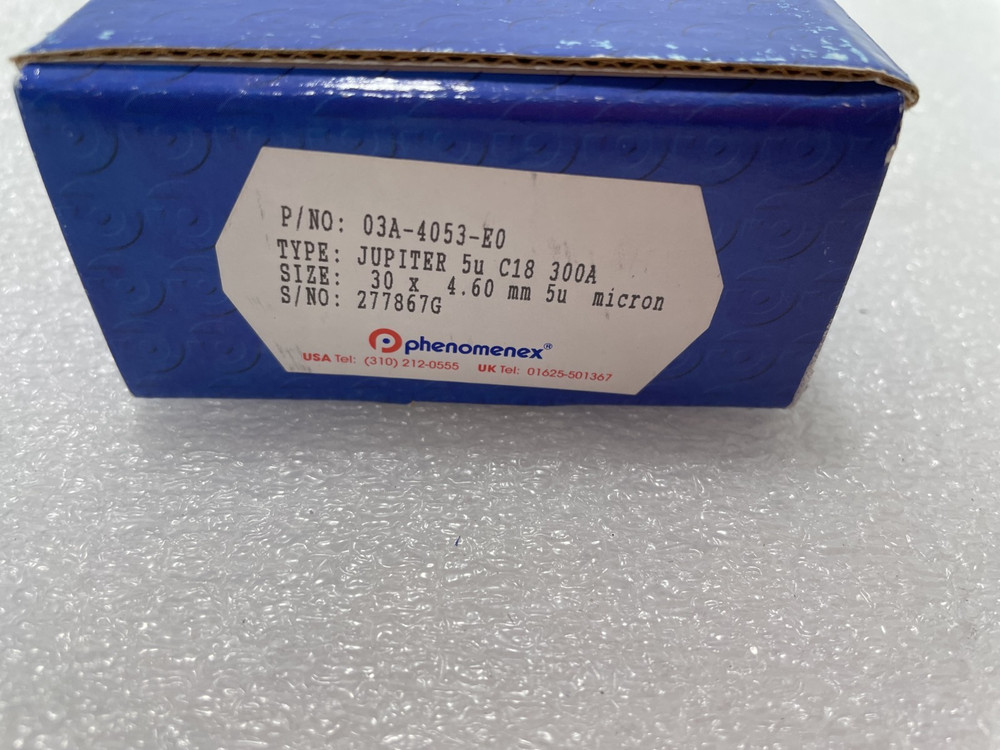 P/NO: 03A-4053-E0
TYPE: JUPITER 5u C18 300A
SIZE: 30 x 4.60 mm 5u micron
S/NO: 277867G
phenomenex®
USA Tel: (310) 212-0555 UK Tel: 01625-501367